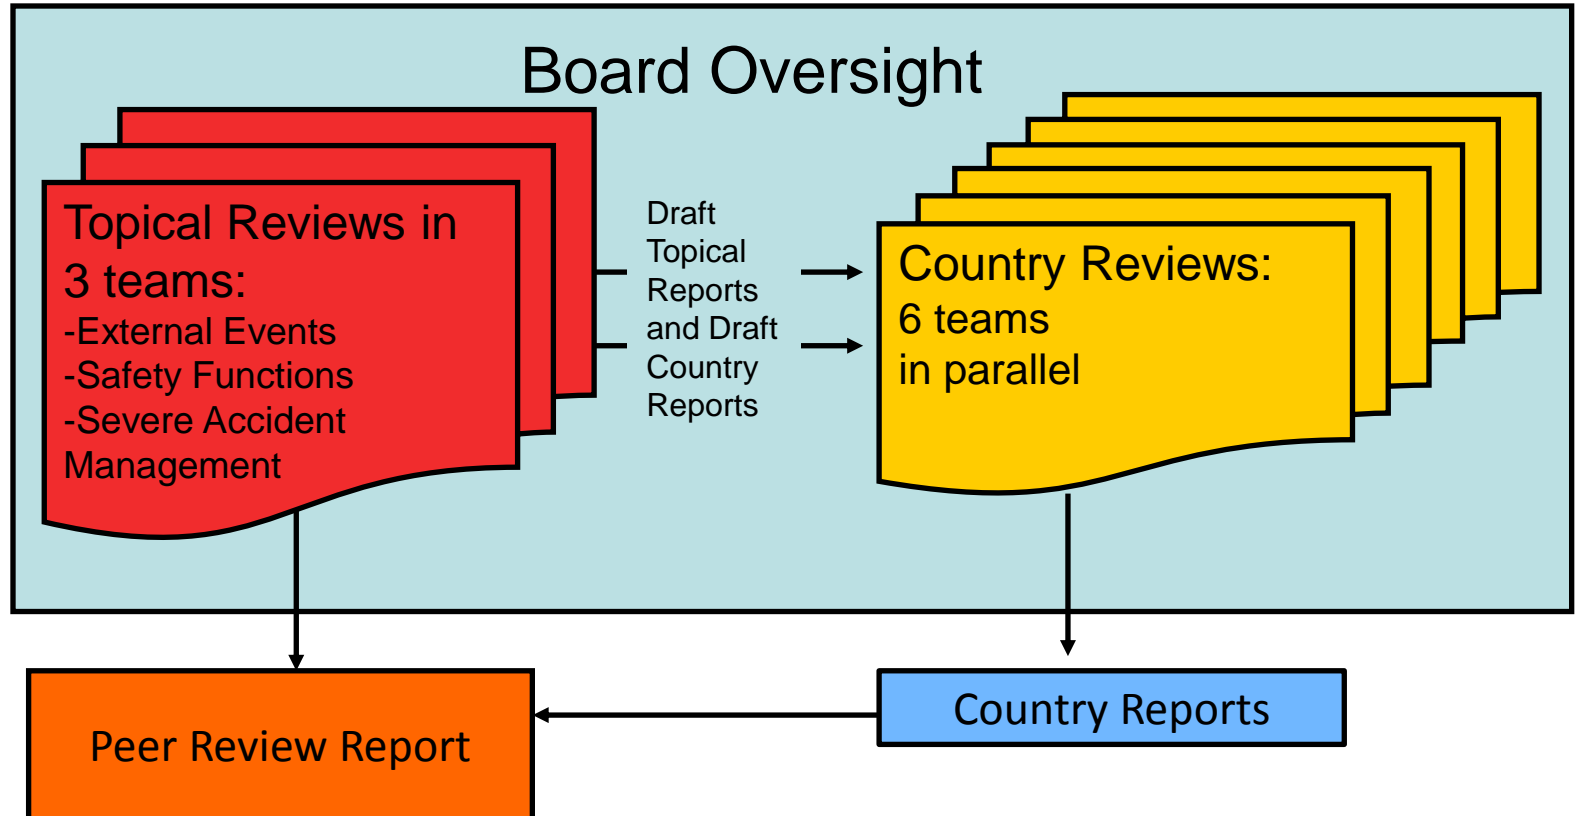 Board Oversight
Topical Reviews in
3 teams:
-External Events
-Safety Functions
-Severe Accident
Management
Draft
Topical
Reports
and Draft
Country
Reports
Country Reviews:
6 teams
in parallel
Peer Review Report
Country Reports